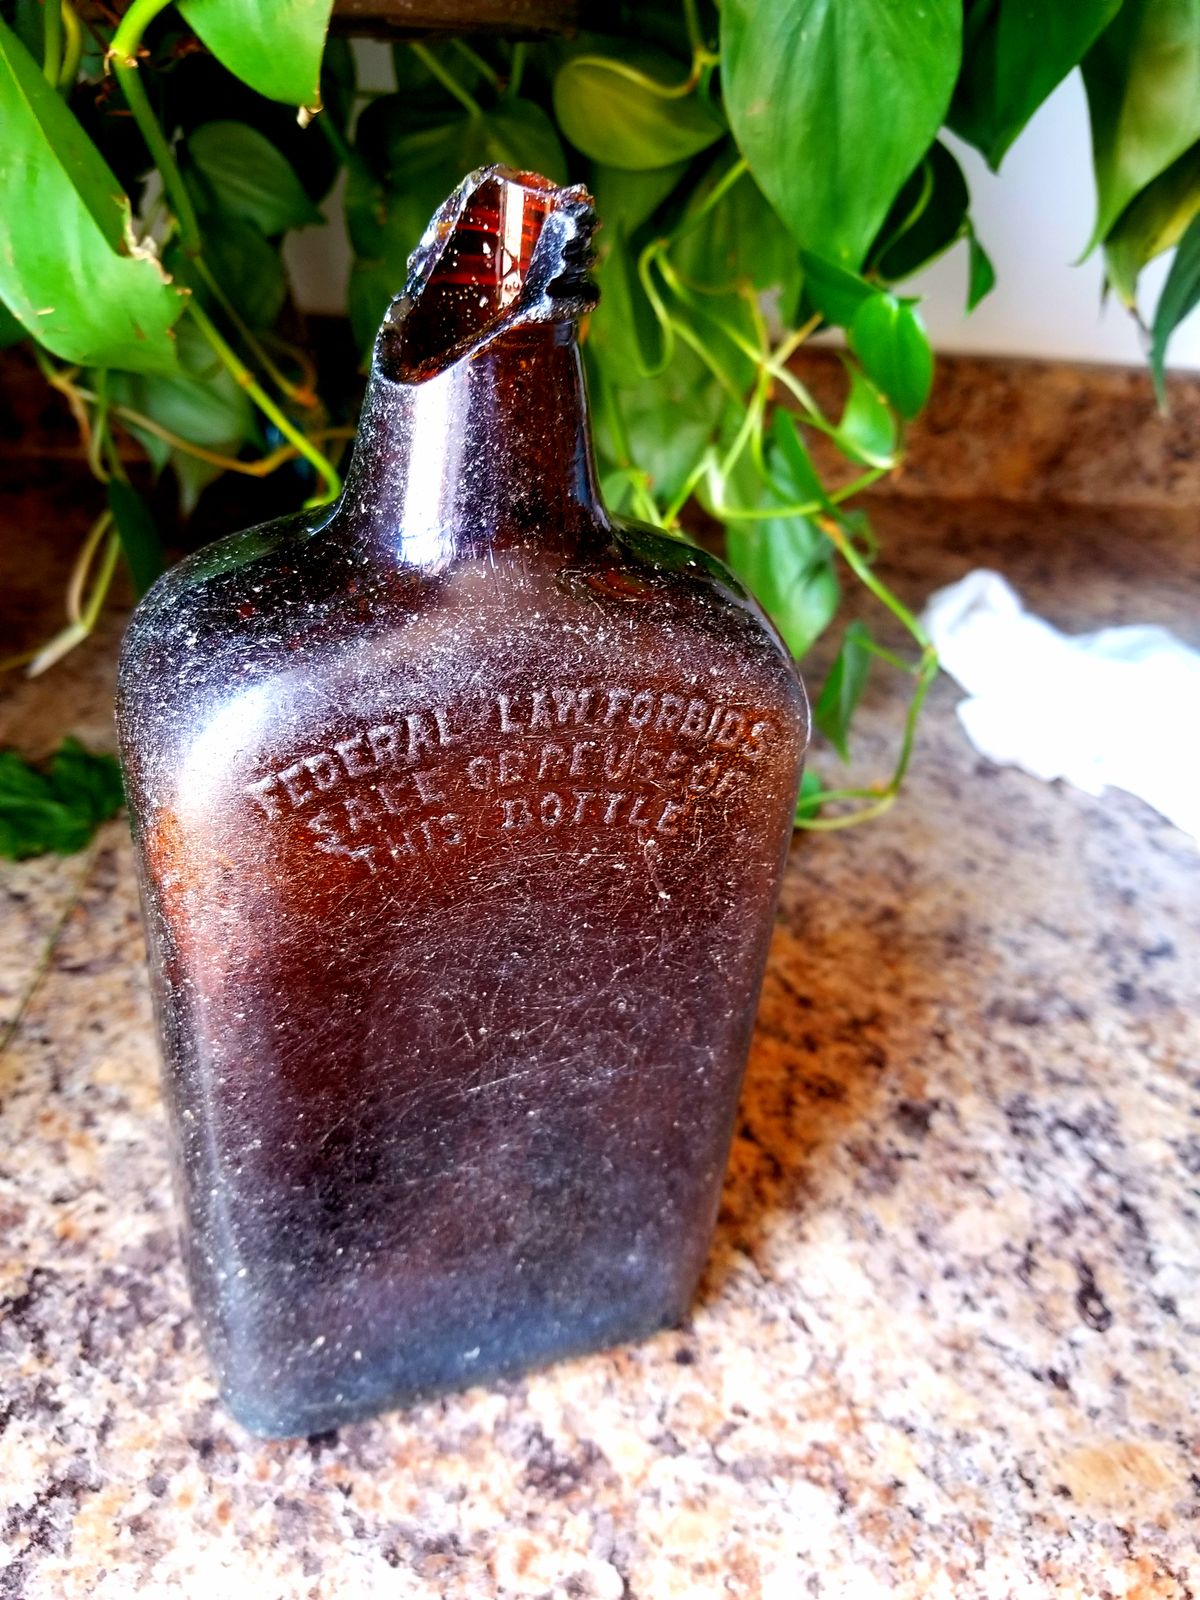 FEDERAL LAW FORBIDS
SALE OR REUSE OF
THIS BOTTLE